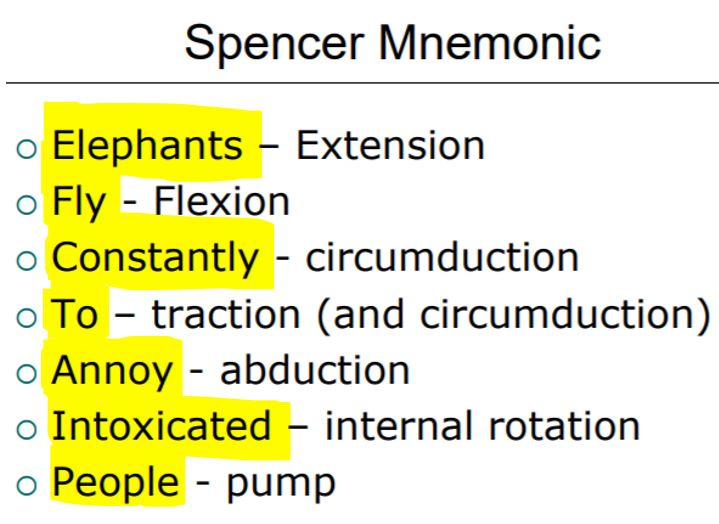 Spencer Mnemonic
Elephants – Extension
Fly - Flexion
Constantly - circumduction
To – traction (and circumduction)
Annoy - abduction
Intoxicated – internal rotation
People - pump